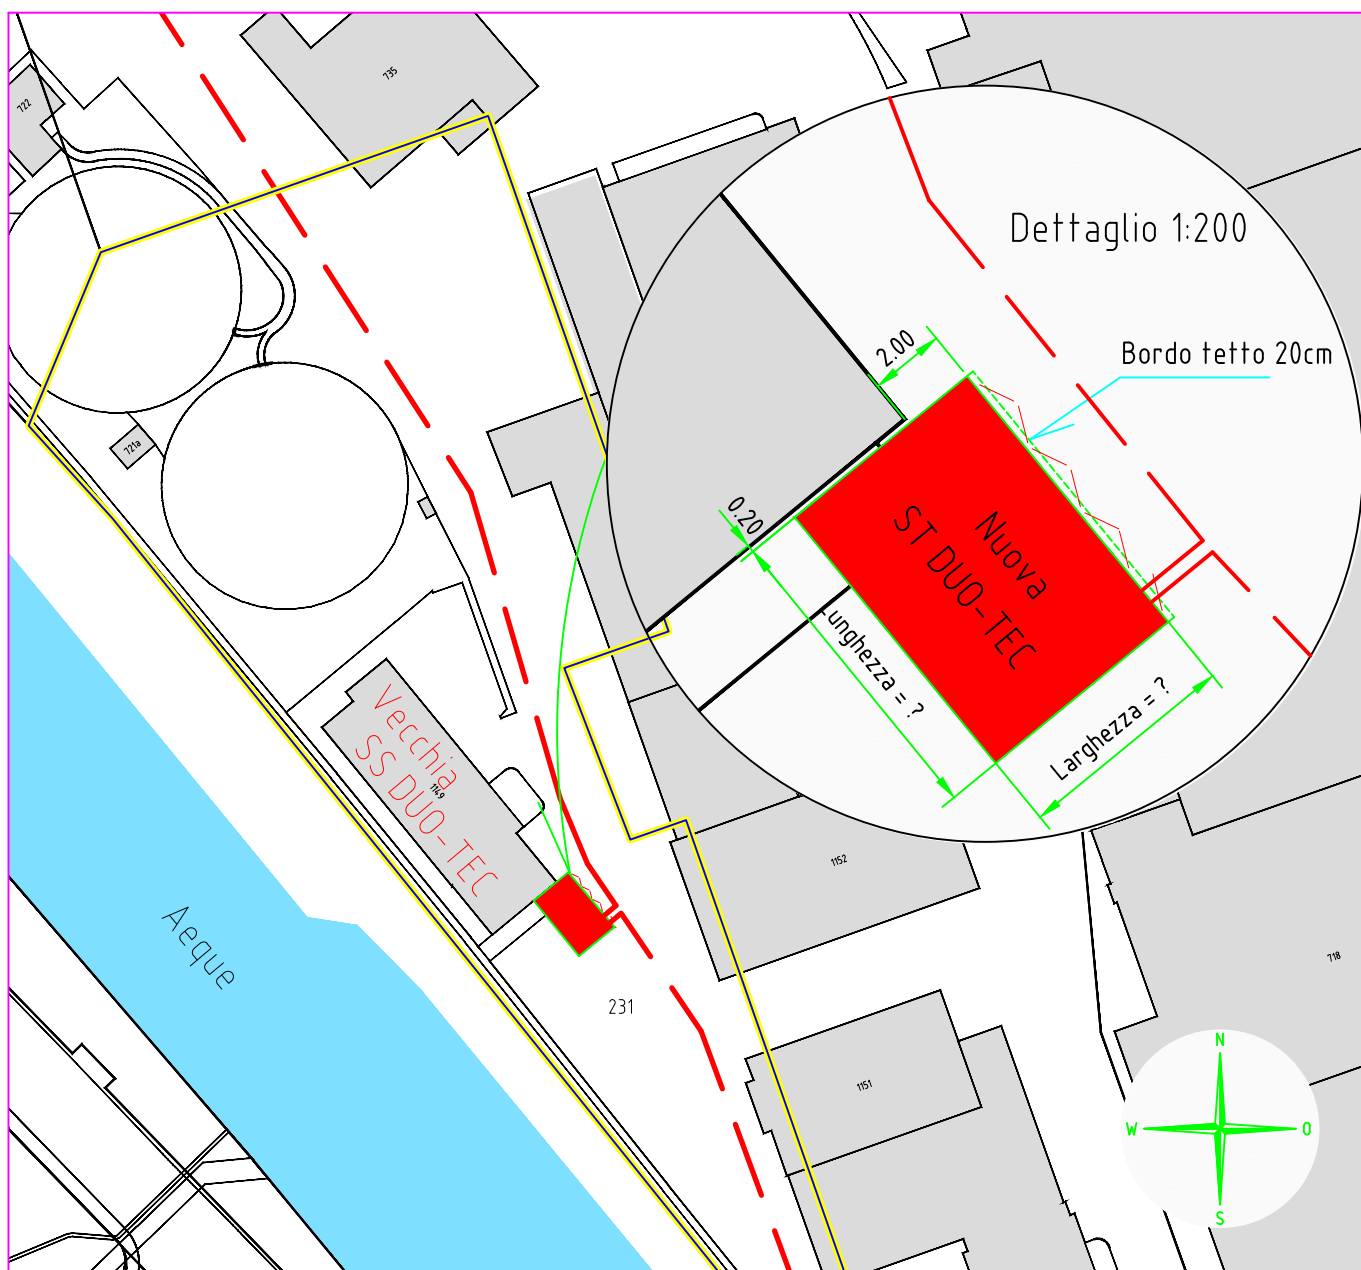 735
722
Dettaglio 1:200
2.00
Bordo tetto 20cm
721a
0.20
Nuova
ST DUO-TEC
Lunghezza = ?
Larghezza = ?
Vecchia
SS DUO-TEC
1149
1152
Aeque
718
231
1151
N
W
O
S